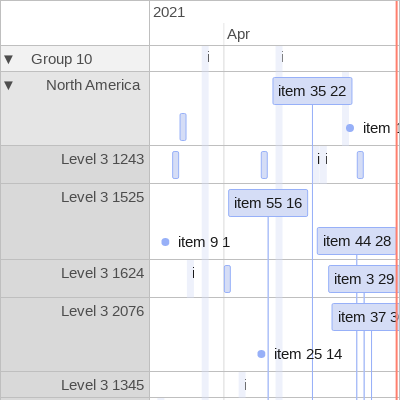 2021
Apr
▼ Group 10
i i
▼ North America
item 35 22
item
Level 3 1243
i i
Level 3 1525
item 55 16
item 9 1
item 44 28
Level 3 1624
i
item 3 29
Level 3 2076
item 37
item 25 14
Level 3 1345
i